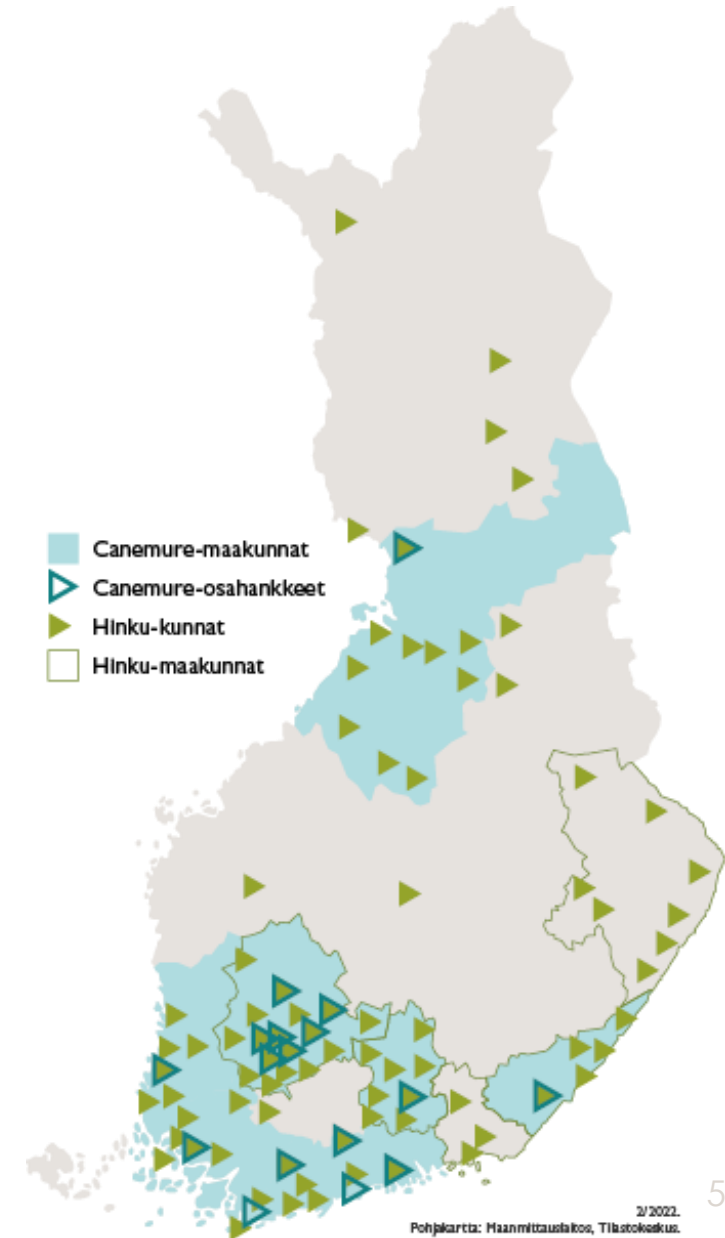 Canemure-maakunnat
Canemure-osahankkeet
Hinku-kunnat
Hinku-maakunnat
5
2/2022.
Pohjakartta: Maanmittauslaitos, Tilastokeskus.